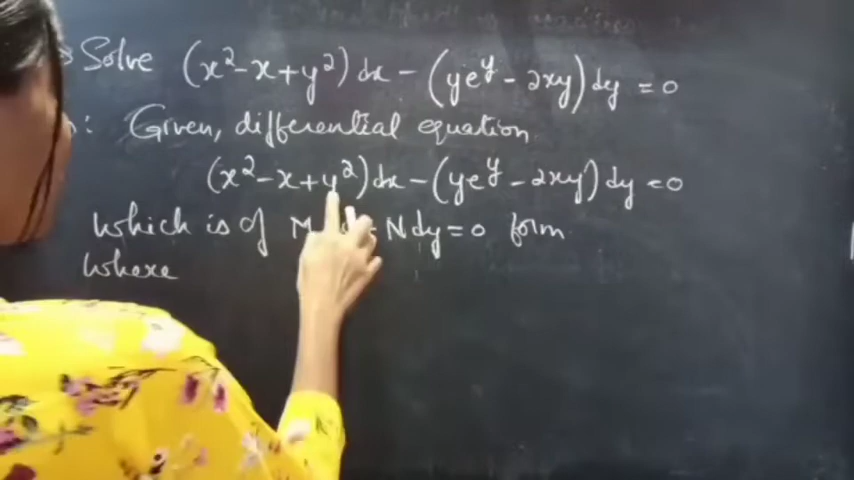 Solve (x²-x+y²)dx - (ye^y - 2xy)dy = 0
: Given, differential equation
(x²-x+y²)dx - (ye^y - 2xy)dy = 0
Which is of M Ndy = 0 form
Where